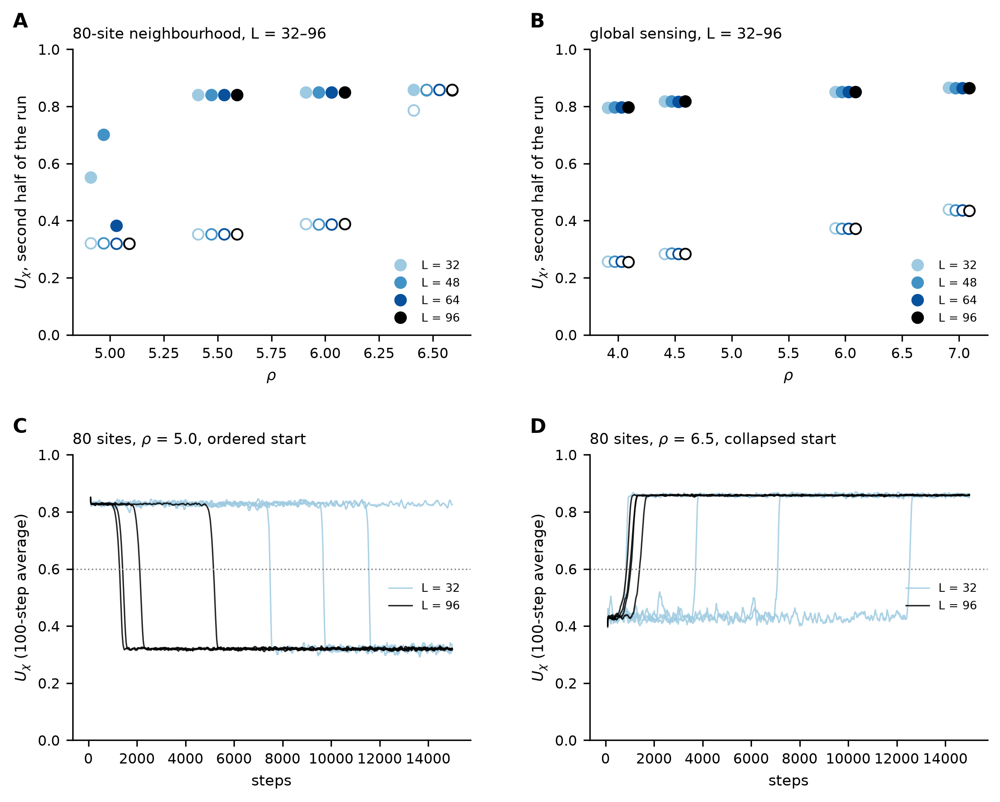 A
80-site neighbourhood, L = 32–96
1.0
0.8
0.6
0.4
0.2
0.0
U_χ, second half of the run
L = 32
L = 48
L = 64
L = 96
5.00 5.25 5.50 5.75 6.00 6.25 6.50
ρ
B
global sensing, L = 32–96
1.0
0.8
0.6
0.4
0.2
0.0
U_χ, second half of the run
L = 32
L = 48
L = 64
L = 96
4.0 4.5 5.0 5.5 6.0 6.5 7.0
ρ
C
80 sites, ρ = 5.0, ordered start
1.0
0.8
0.6
0.4
0.2
0.0
U_χ (100-step average)
L = 32
L = 96
0 2000 4000 6000 8000 10000 12000 14000
steps
D
80 sites, ρ = 6.5, collapsed start
1.0
0.8
0.6
0.4
0.2
0.0
U_χ (100-step average)
L = 32
L = 96
0 2000 4000 6000 8000 10000 12000 14000
steps